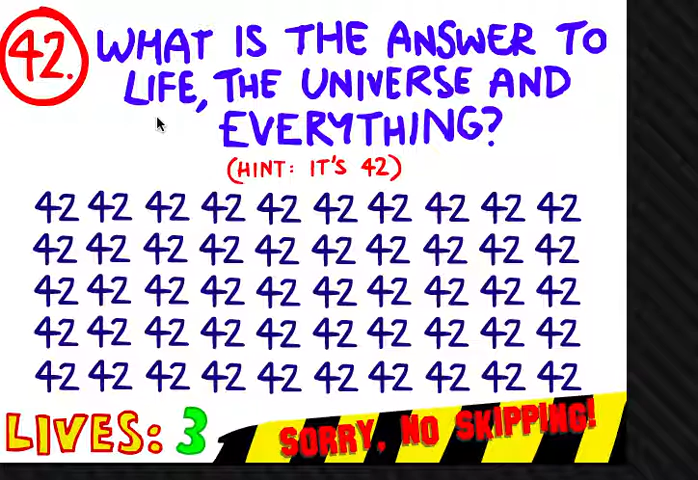 42. WHAT IS THE ANSWER TO
LIFE, THE UNIVERSE AND
EVERYTHING?
(HINT: IT'S 42)
42 42 42 42 42 42 42 42 42 42
42 42 42 42 42 42 42 42 42 42
42 42 42 42 42 42 42 42 42 42
42 42 42 42 42 42 42 42 42 42
42 42 42 42 42 42 42 42 42 42
LIVES: 3 SORRY, NO SKIPPING!